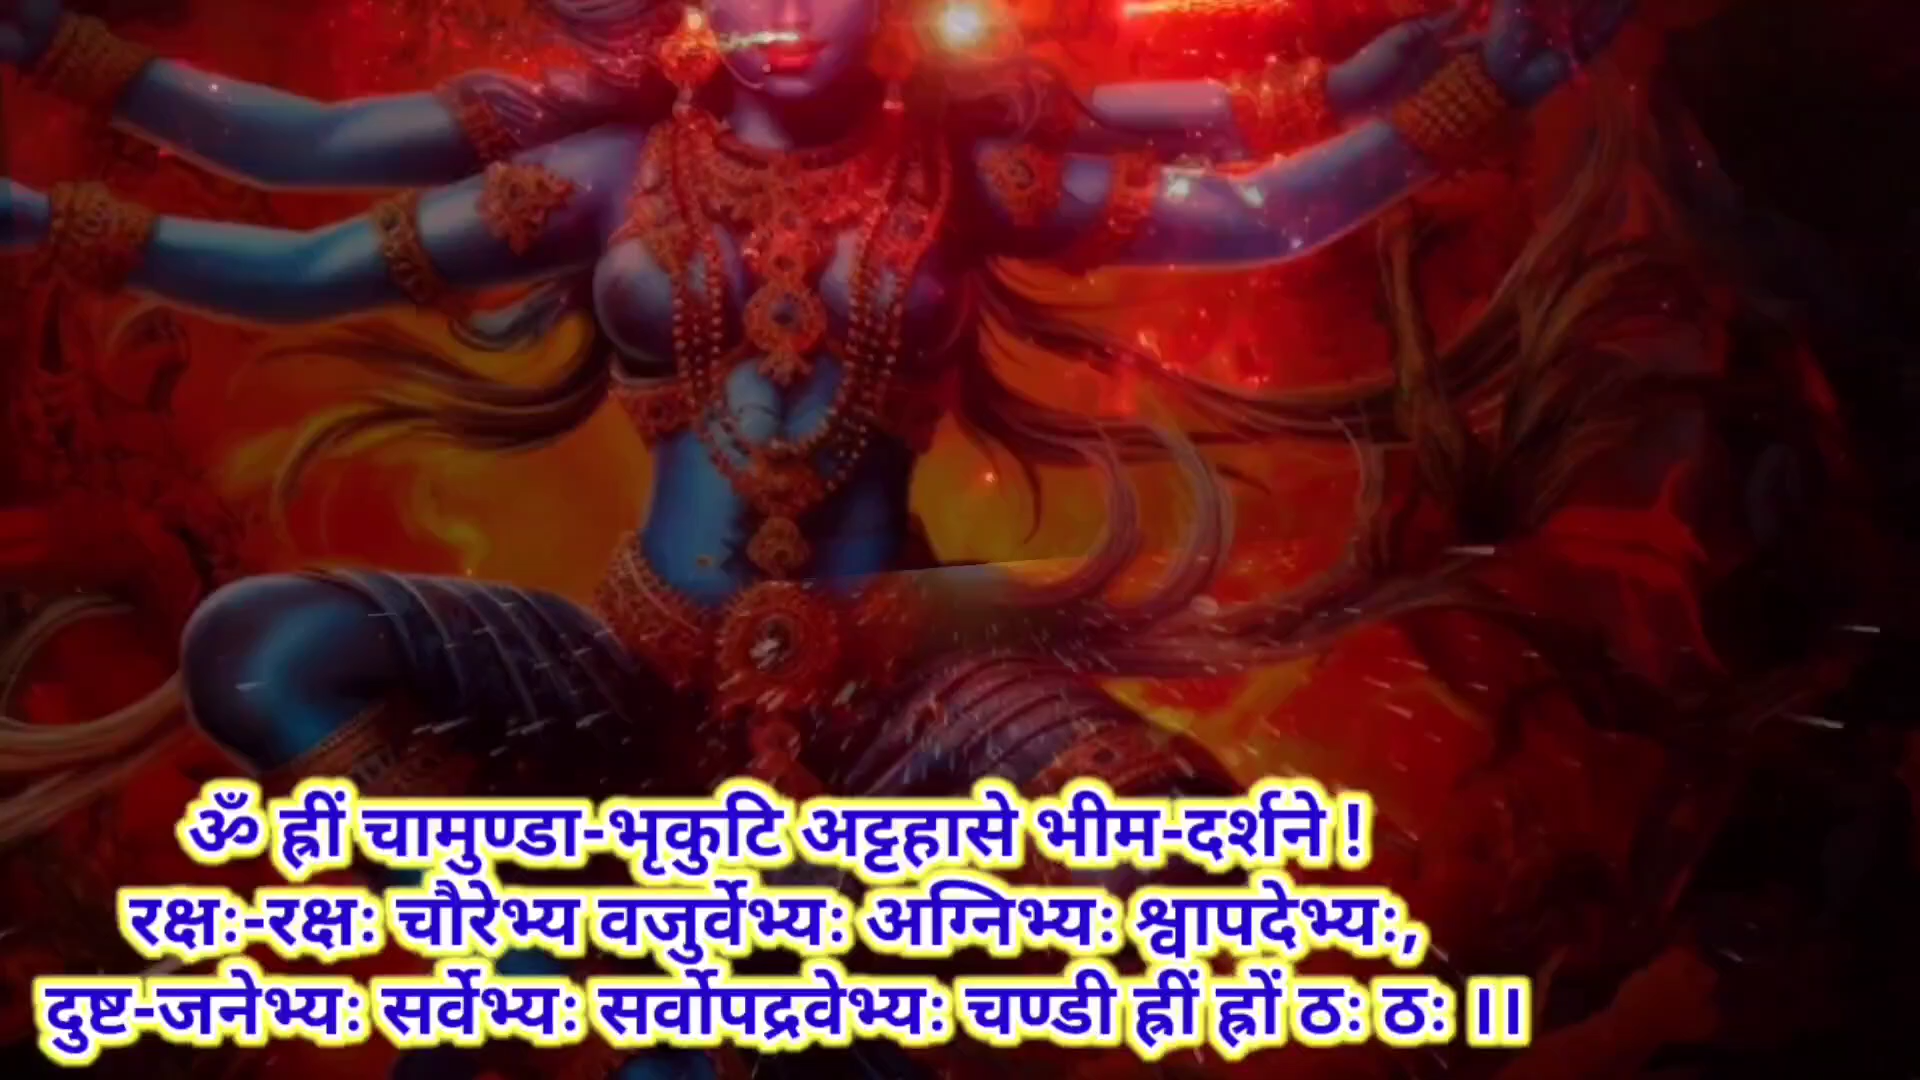 ॐ ह्रीं चामुण्डा-भृकुटि अट्टहासे भीम-दर्शने !
रक्षः-रक्षः चौरेभ्य वजुर्वेभ्यः अग्निभ्यः श्वापदेभ्यः,
दुष्ट-जनेभ्यः सर्वेभ्यः सर्वोपद्रवेभ्यः चण्डी ह्रीं ह्रों ठः ठः ।।